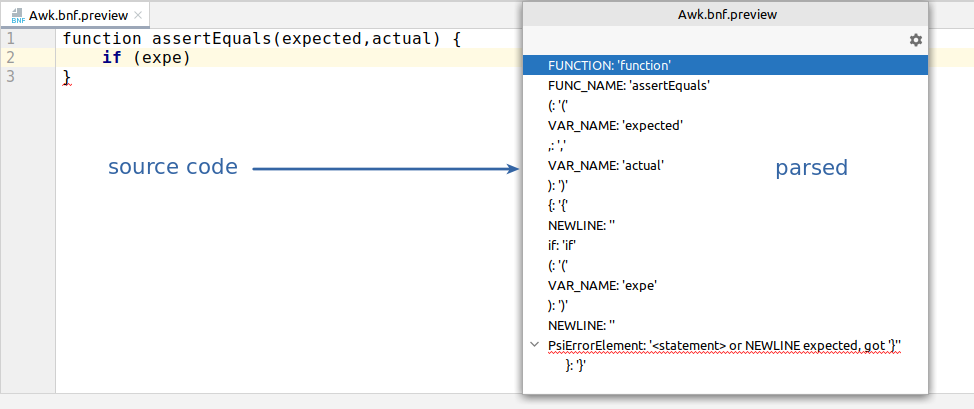 BNF Awk.bnf.preview
1 function assertEquals(expected,actual) {
2     if (expe)
3 }
source code
Awk.bnf.preview
FUNCTION: 'function'
FUNC_NAME: 'assertEquals'
(: '('
VAR_NAME: 'expected'
,: ','
VAR_NAME: 'actual'
): ')'
{: '{'
NEWLINE: ''
if: 'if'
(: '('
VAR_NAME: 'expe'
): ')'
NEWLINE: ''
PsiErrorElement: '<statement> or NEWLINE expected, got '}''
}: '}'
parsed